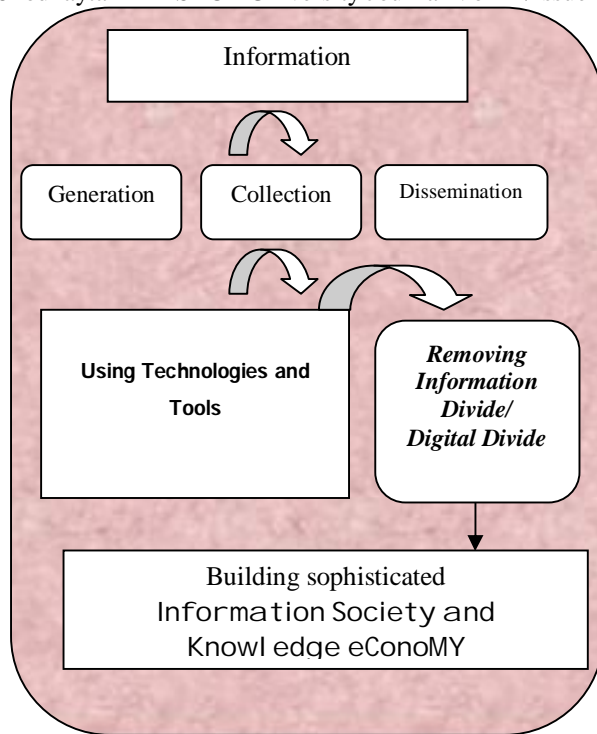 Information
Generation
Collection
Dissemination
Using Technologies and
Tools
Removing
Information
Divide/
Digital Divide
Building sophisticated
Information Society and
Knowledge eConoMY